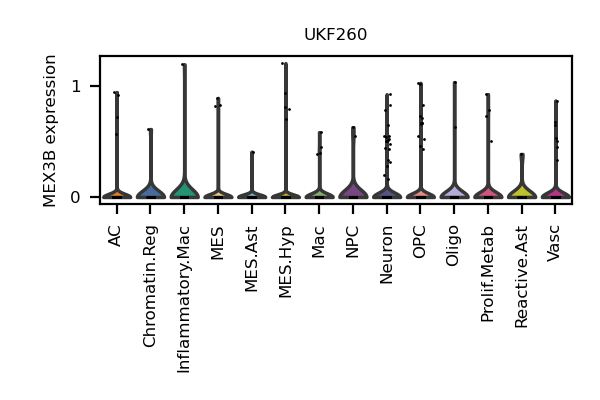 UKF260
MEX3B expression
1
0
AC
Chromatin.Reg
Inflammatory.Mac
MES
MES.Ast
MES.Hyp
Mac
NPC
Neuron
OPC
Oligo
Prolif.Metab
Reactive.Ast
Vasc